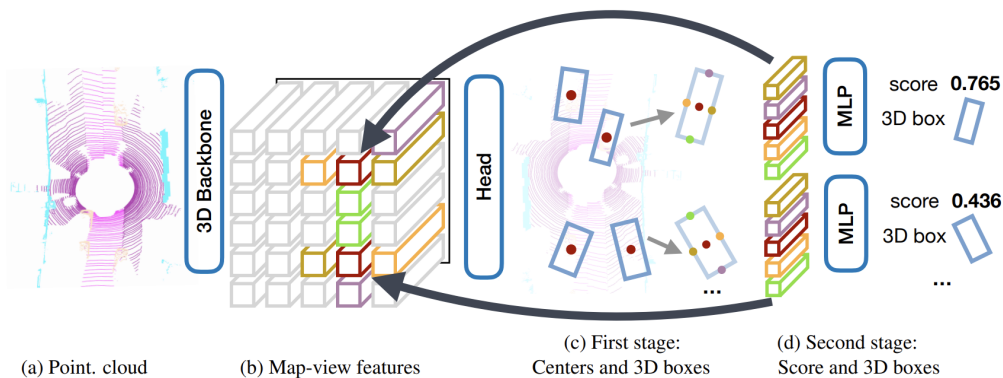 3D Backbone
Head
...
MLP
score 0.765
3D box
MLP
score 0.436
3D box
...
(a) Point. cloud
(b) Map-view features
(c) First stage:
Centers and 3D boxes
(d) Second stage:
Score and 3D boxes